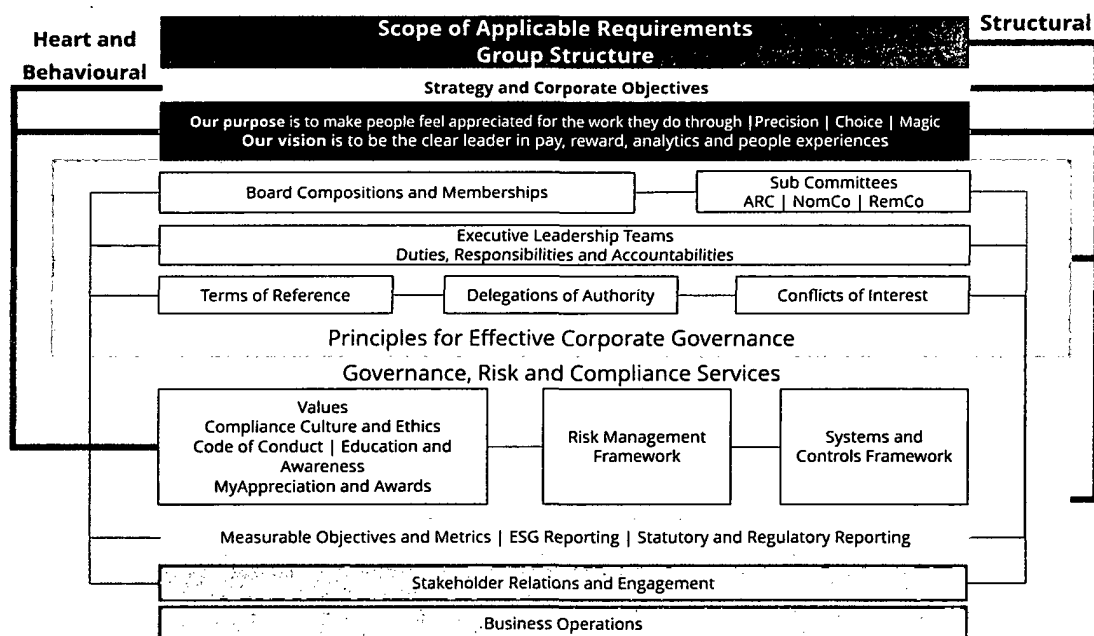 Heart and
Behavioural
Scope of Applicable Requirements
Group Structure
Structural
Strategy and Corporate Objectives
Our purpose is to make people feel appreciated for the work they do through | Precision | Choice | Magic
Our vision is to be the clear leader in pay, reward, analytics and people experiences
Board Compositions and Memberships
Sub Committees
ARC | NomCo | RemCo
Executive Leadership Teams
Duties, Responsibilities and Accountabilities
Terms of Reference
Delegations of Authority
Conflicts of Interest
Principles for Effective Corporate Governance
Governance, Risk and Compliance Services
Values
Compliance Culture and Ethics
Code of Conduct | Education and
Awareness
MyAppreciation and Awards
Risk Management
Framework
Systems and
Controls Framework
Measurable Objectives and Metrics | ESG Reporting | Statutory and Regulatory Reporting
Stakeholder Relations and Engagement
Business Operations